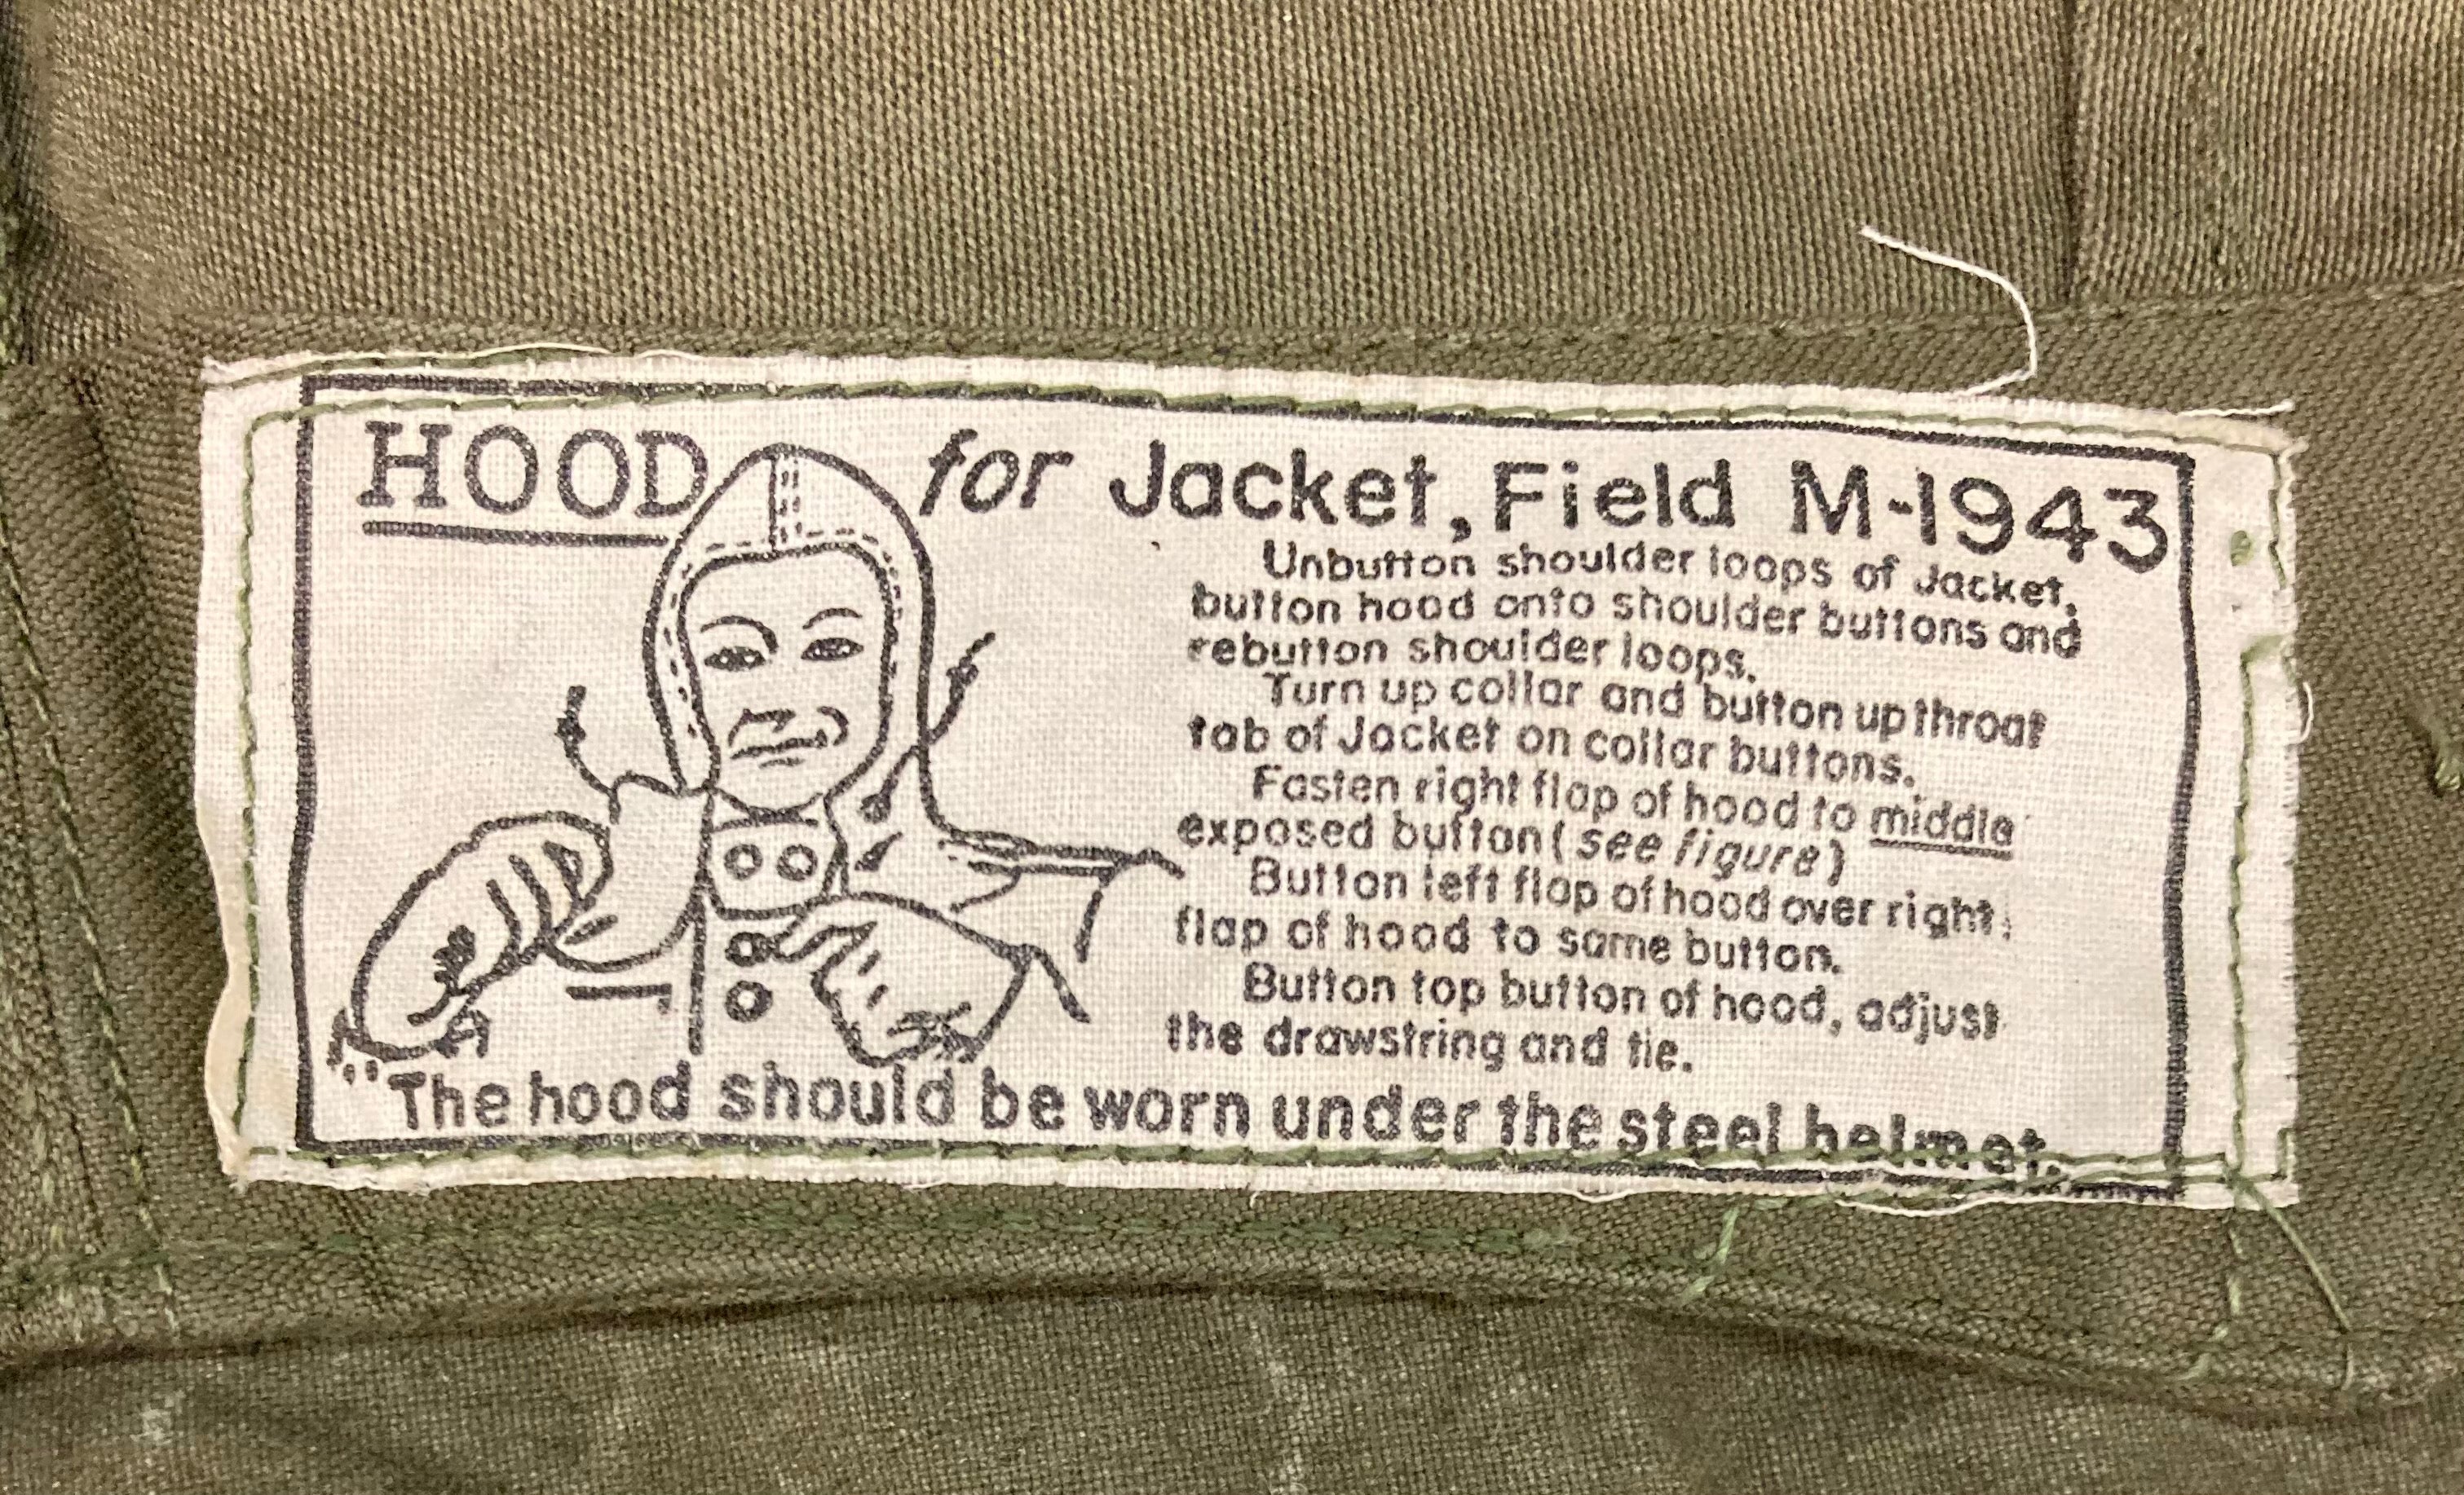 HOOD for Jacket, Field M-1943
Unbutton shoulder loops of Jacket,
button hood onto shoulder buttons and
rebutton shoulder loops.
Turn up collar and button up throat
tab of Jacket on collar buttons.
Fasten right flap of hood to middle
exposed button (see figure)
Button left flap of hood over right
flap of hood to same button.
Button top button of hood, adjust
the drawstring and tie.
The hood should be worn under the steel helmet.